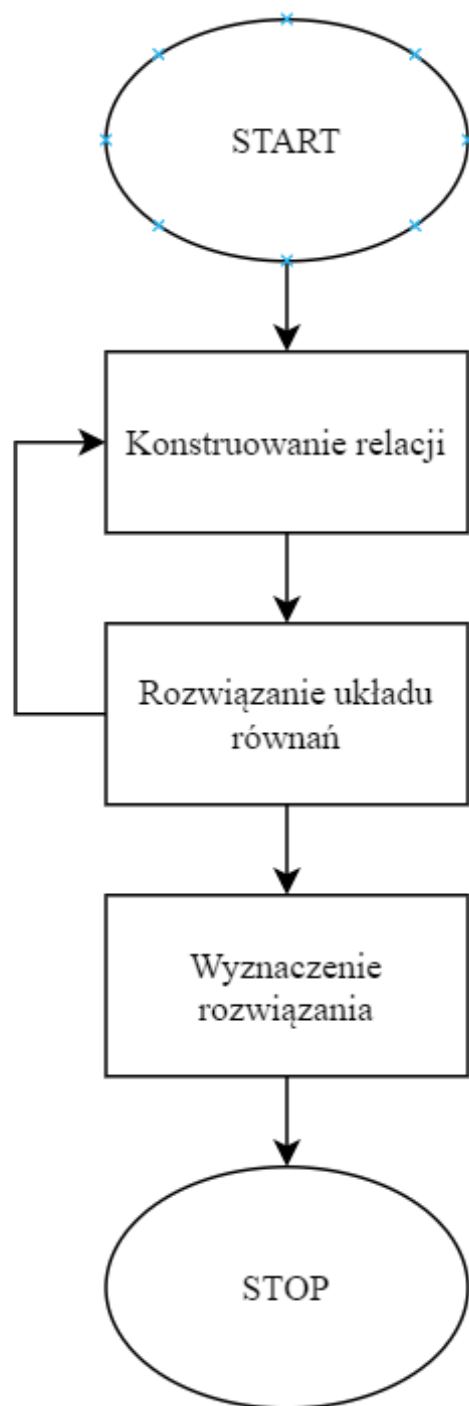 START
Konstruowanie relacji
Rozwiązanie układu
równań
Wyznaczenie
rozwiązania
STOP